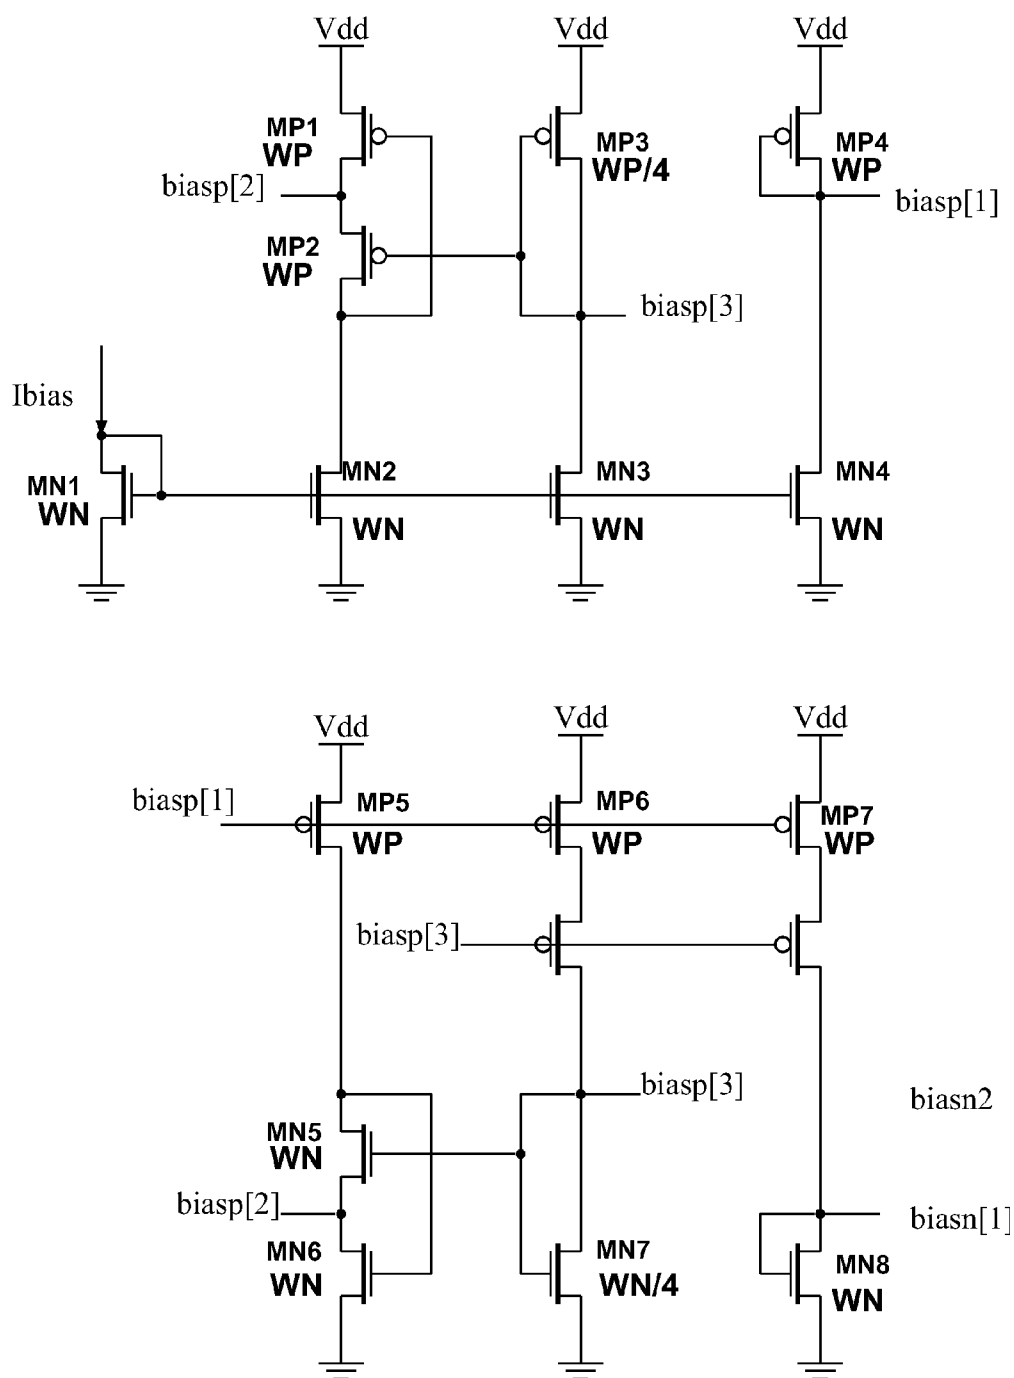 Vdd Vdd Vdd
MP1
WP
MP3
WP/4
MP4
WP
biasp[2]
biasp[1]
MP2
WP
biasp[3]
Ibias
MN1
WN
MN2
WN
MN3
WN
MN4
WN
Vdd Vdd Vdd
biasp[1]
MP5
WP
MP6
WP
MP7
WP
biasp[3]
biasp[3]
biasn2
MN5
WN
biasp[2]
biasn[1]
MN6
WN
MN7
WN/4
MN8
WN